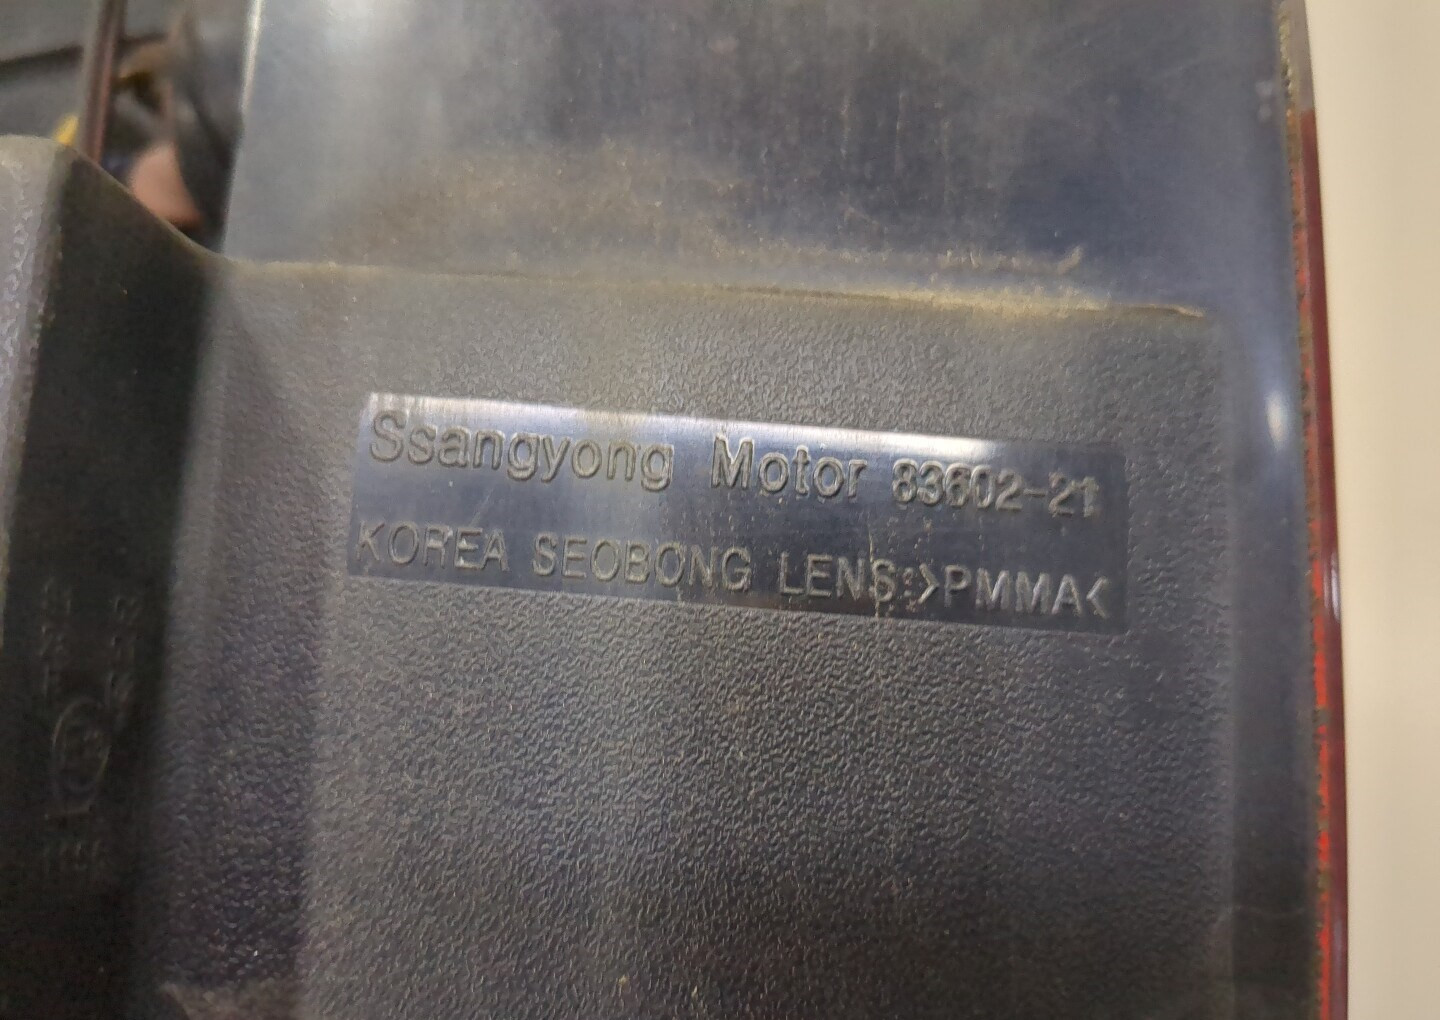 Ssangyong Motor 83602-21
KOREA SEOBONG LENS:>PMMA<